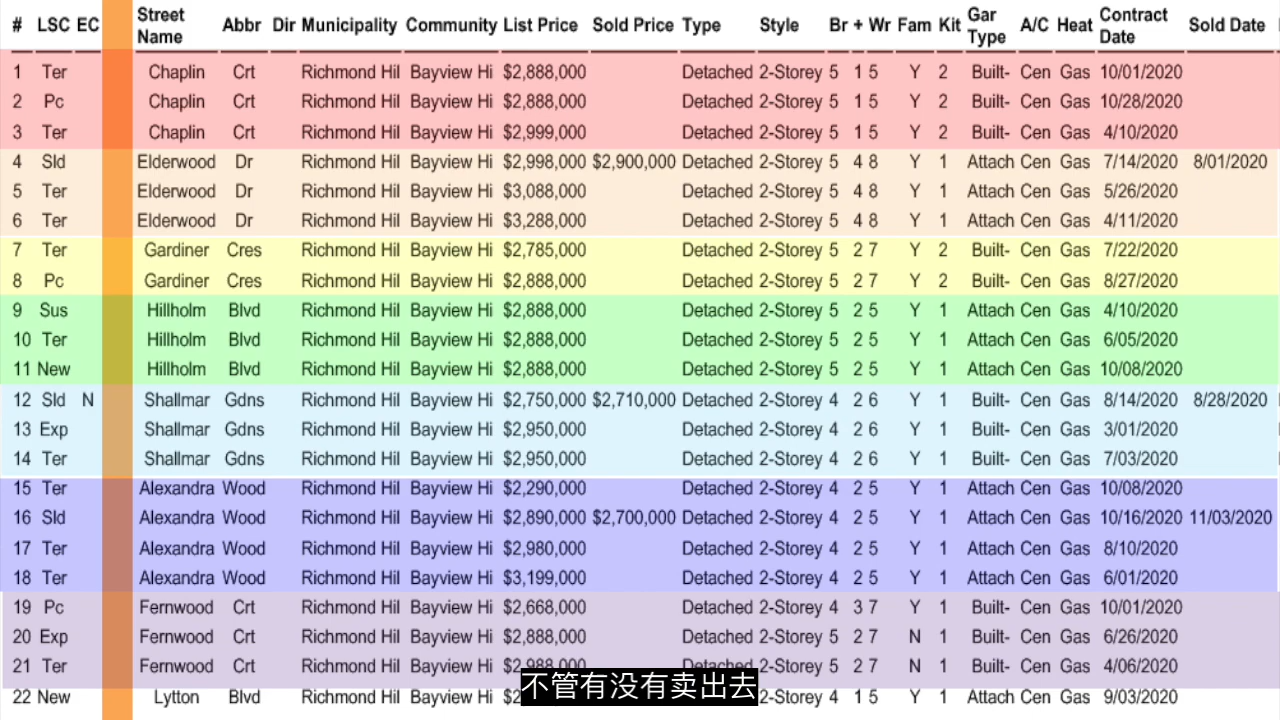 # LSC EC Street Name Abbr Dir Municipality Community List Price Sold Price Type Style Br + Wr Fam Kit Gar Type A/C Heat Contract Date Sold Date
1 Ter Chaplin Crt Richmond Hil Bayview Hi $2,888,000 Detached 2-Storey 5 1 5 Y 2 Built- Cen Gas 10/01/2020
2 Pc Chaplin Crt Richmond Hil Bayview Hi $2,888,000 Detached 2-Storey 5 1 5 Y 2 Built- Cen Gas 10/28/2020
3 Ter Chaplin Crt Richmond Hil Bayview Hi $2,999,000 Detached 2-Storey 5 1 5 Y 2 Built- Cen Gas 4/10/2020
4 Sld Elderwood Dr Richmond Hil Bayview Hi $2,998,000 $2,900,000 Detached 2-Storey 5 4 8 Y 1 Attach Cen Gas 7/14/2020 8/01/2020
5 Ter Elderwood Dr Richmond Hil Bayview Hi $3,088,000 Detached 2-Storey 5 4 8 Y 1 Attach Cen Gas 5/26/2020
6 Ter Elderwood Dr Richmond Hil Bayview Hi $3,288,000 Detached 2-Storey 5 4 8 Y 1 Attach Cen Gas 4/11/2020
7 Ter Gardiner Cres Richmond Hil Bayview Hi $2,785,000 Detached 2-Storey 5 2 7 Y 2 Built- Cen Gas 7/22/2020
8 Pc Gardiner Cres Richmond Hil Bayview Hi $2,888,000 Detached 2-Storey 5 2 7 Y 2 Built- Cen Gas 8/27/2020
9 Sus Hillholm Blvd Richmond Hil Bayview Hi $2,888,000 Detached 2-Storey 5 2 5 Y 1 Attach Cen Gas 4/10/2020
10 Ter Hillholm Blvd Richmond Hil Bayview Hi $2,888,000 Detached 2-Storey 5 2 5 Y 1 Attach Cen Gas 6/05/2020
11 New Hillholm Blvd Richmond Hil Bayview Hi $2,888,000 Detached 2-Storey 5 2 5 Y 1 Attach Cen Gas 10/08/2020
12 Sld N Shallmar Gdns Richmond Hil Bayview Hi $2,750,000 $2,710,000 Detached 2-Storey 4 2 6 Y 1 Built- Cen Gas 8/14/2020 8/28/2020
13 Exp Shallmar Gdns Richmond Hil Bayview Hi $2,950,000 Detached 2-Storey 4 2 6 Y 1 Built- Cen Gas 3/01/2020
14 Ter Shallmar Gdns Richmond Hil Bayview Hi $2,950,000 Detached 2-Storey 4 2 6 Y 1 Built- Cen Gas 7/03/2020
15 Ter Alexandra Wood Richmond Hil Bayview Hi $2,290,000 Detached 2-Storey 4 2 5 Y 1 Attach Cen Gas 10/08/2020
16 Sld Alexandra Wood Richmond Hil Bayview Hi $2,890,000 $2,700,000 Detached 2-Storey 4 2 5 Y 1 Attach Cen Gas 10/16/2020 11/03/2020
17 Ter Alexandra Wood Richmond Hil Bayview Hi $2,980,000 Detached 2-Storey 4 2 5 Y 1 Attach Cen Gas 8/10/2020
18 Ter Alexandra Wood Richmond Hil Bayview Hi $3,199,000 Detached 2-Storey 4 2 5 Y 1 Attach Cen Gas 6/01/2020
19 Pc Fernwood Crt Richmond Hil Bayview Hi $2,668,000 Detached 2-Storey 4 3 7 Y 1 Built- Cen Gas 10/01/2020
20 Exp Fernwood Crt Richmond Hil Bayview Hi $2,888,000 Detached 2-Storey 5 2 7 N 1 Built- Cen Gas 6/26/2020
21 Ter Fernwood Crt Richmond Hil Bayview Hi $2,988,000 Detached 2-Storey 5 2 7 N 1 Built- Cen Gas 4/06/2020
22 New Lytton Blvd Richmond Hil Bayview Hi 2-Storey 4 1 5 Y 1 Attach Cen Gas 9/03/2020
不管有没有卖出去